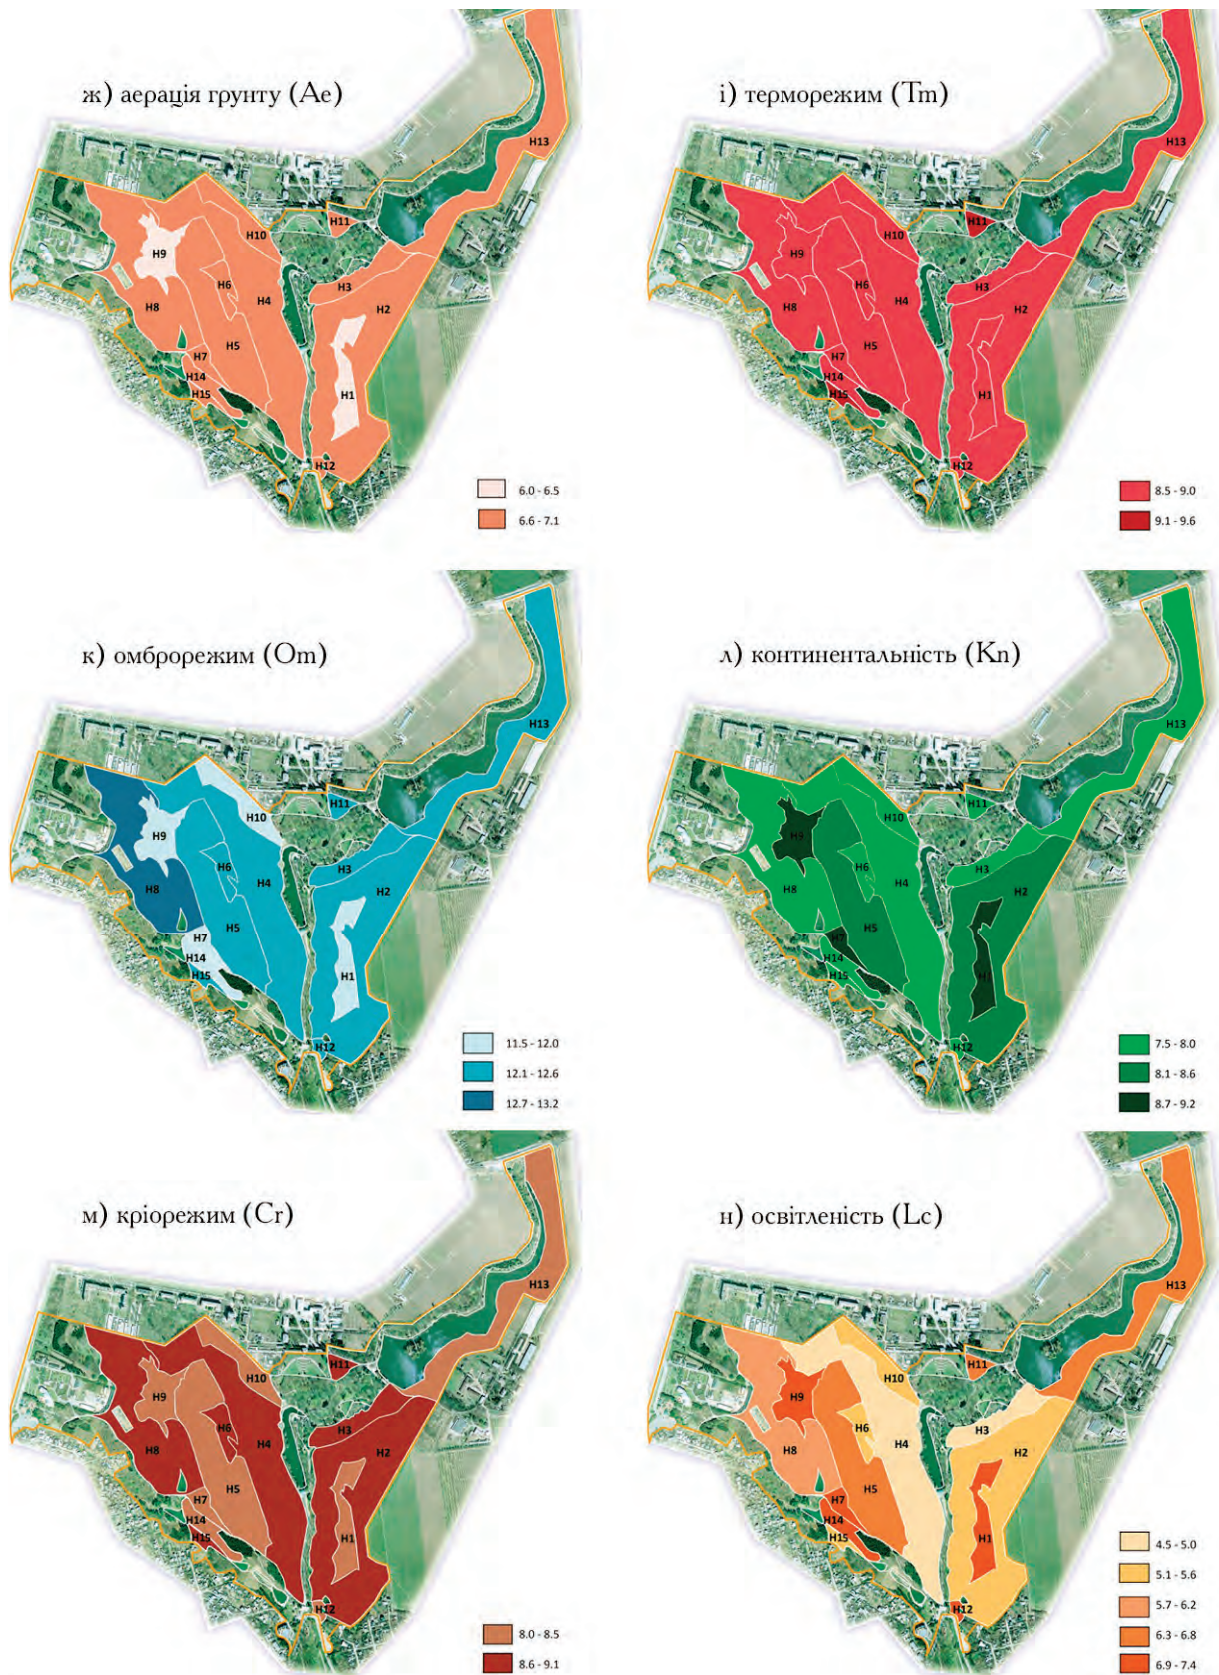 ж) аерація грунту (Ae)
H13
H11
H10
H9
H6
H4
H3
H2
H8
H5
H7
H14
H15
H1
H12
6.0 - 6.5
6.6 - 7.1
і) терморежим (Tm)
H13
H11
H10
H9
H6
H4
H3
H2
H8
H5
H7
H14
H15
H1
H12
8.5 - 9.0
9.1 - 9.6
к) омброрежим (Om)
H13
H11
H10
H9
H6
H4
H3
H2
H8
H5
H7
H14
H15
H1
H12
11.5 - 12.0
12.1 - 12.6
12.7 - 13.2
л) континентальність (Kn)
H13
H11
H10
H9
H6
H4
H3
H2
H8
H5
H7
H14
H15
H1
H12
7.5 - 8.0
8.1 - 8.6
8.7 - 9.2
м) кріорежим (Cr)
H13
H11
H10
H9
H6
H4
H3
H2
H8
H5
H7
H14
H15
H1
H12
8.0 - 8.5
8.6 - 9.1
н) освітленість (Lc)
H13
H11
H10
H9
H6
H4
H3
H2
H8
H5
H7
H14
H15
H1
H12
4.5 - 5.0
5.1 - 5.6
5.7 - 6.2
6.3 - 6.8
6.9 - 7.4